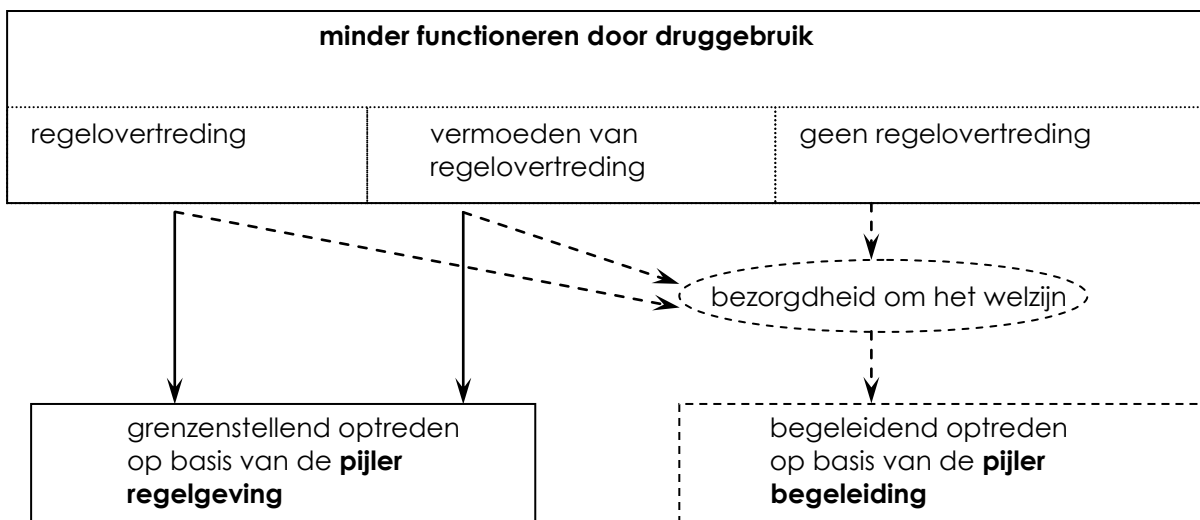 minder functioneren door druggebruik
regelovertreding
vermoeden van
regelovertreding
geen regelovertreding
bezorgdheid om het welzijn
grenzenstellend optreden
op basis van de pijler
regelgeving
begeleidend optreden
op basis van de pijler
begeleiding